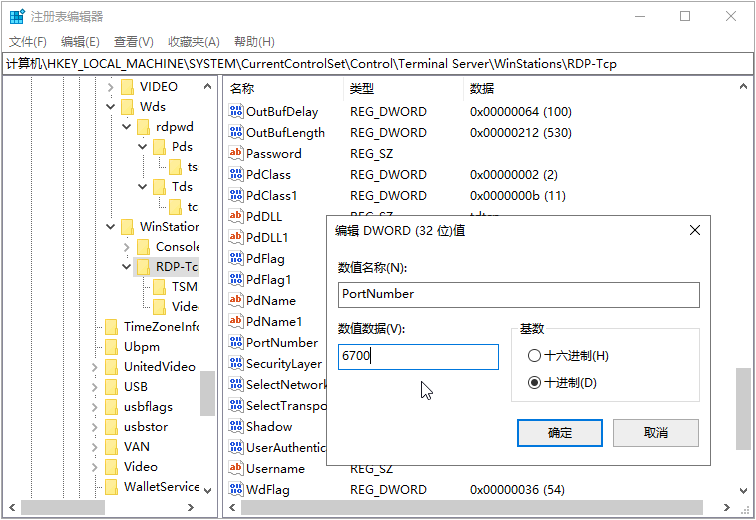 注册表编辑器
文件(F) 编辑(E) 查看(V) 收藏夹(A) 帮助(H)
计算机\HKEY_LOCAL_MACHINE\SYSTEM\CurrentControlSet\Control\Terminal Server\WinStations\RDP-Tcp
VIDEO
Wds
rdpwd
Pds
ts
Tds
tc
WinStation
Console
RDP-Tc
TSM
Vide
TimeZoneInfo
Ubpm
UnitedVideo
USB
usbflags
usbstor
VAN
Video
WalletService
名称 类型 数据
OutBufDelay REG_DWORD 0x00000064 (100)
OutBufLength REG_DWORD 0x00000212 (530)
Password REG_SZ
PdClass REG_DWORD 0x00000002 (2)
PdClass1 REG_DWORD 0x0000000b (11)
PdDLL
PdDLL1
PdFlag
PdFlag1
PdName
PdName1
PortNumber
SecurityLayer
SelectNetwork
SelectTranspo
Shadow
UserAuthentic
Username REG_SZ
WdFlag REG_DWORD 0x00000036 (54)
编辑 DWORD (32 位)值
数值名称(N):
PortNumber
数值数据(V):
6700
基数
十六进制(H)
十进制(D)
确定 取消